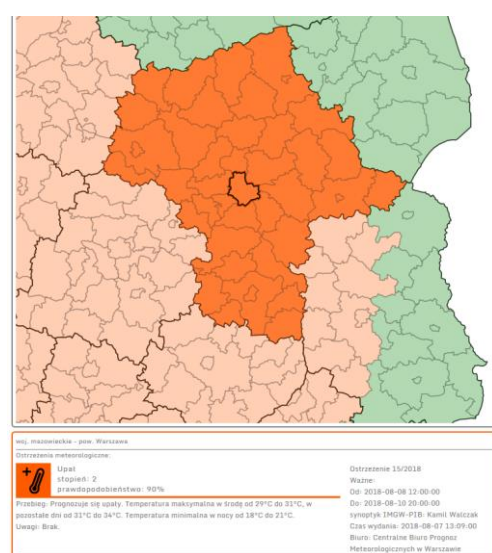 woj. mazowieckie - pow. Warszawa
Ostrzeżenia meteorologiczne:
Upał
stopień: 2
prawdopodobieństwo: 90%
Przebieg: Prognozuje się upały. Temperatura maksymalna w środę od 29°C do 31°C, w
pozostałe dni od 31°C do 34°C. Temperatura minimalna w nocy od 18°C do 21°C.
Uwagi: Brak.
Ostrzeżenie 15/2018
Ważne:
Od: 2018-08-08 12:00:00
Do: 2018-08-10 20:00:00
synoptyk IMGW-PIB: Kamil Walczak
Czas wydania: 2018-08-07 13:09:00
Biuro: Centralne Biuro Prognoz
Meteorologicznych w Warszawie